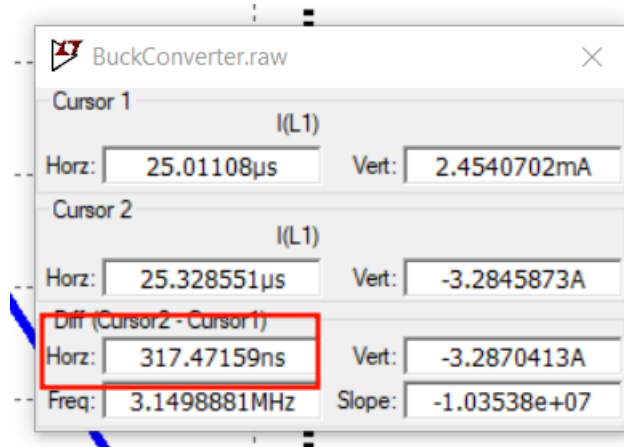 BuckConverter.raw
Cursor 1
I(L1)
Horz: 25.01108µs Vert: 2.4540702mA
Cursor 2
I(L1)
Horz: 25.328551µs Vert: -3.2845873A
Diff (Cursor2 - Cursor1)
Horz: 317.47159ns Vert: -3.2870413A
Freq: 3.1498881MHz Slope: -1.03538e+07